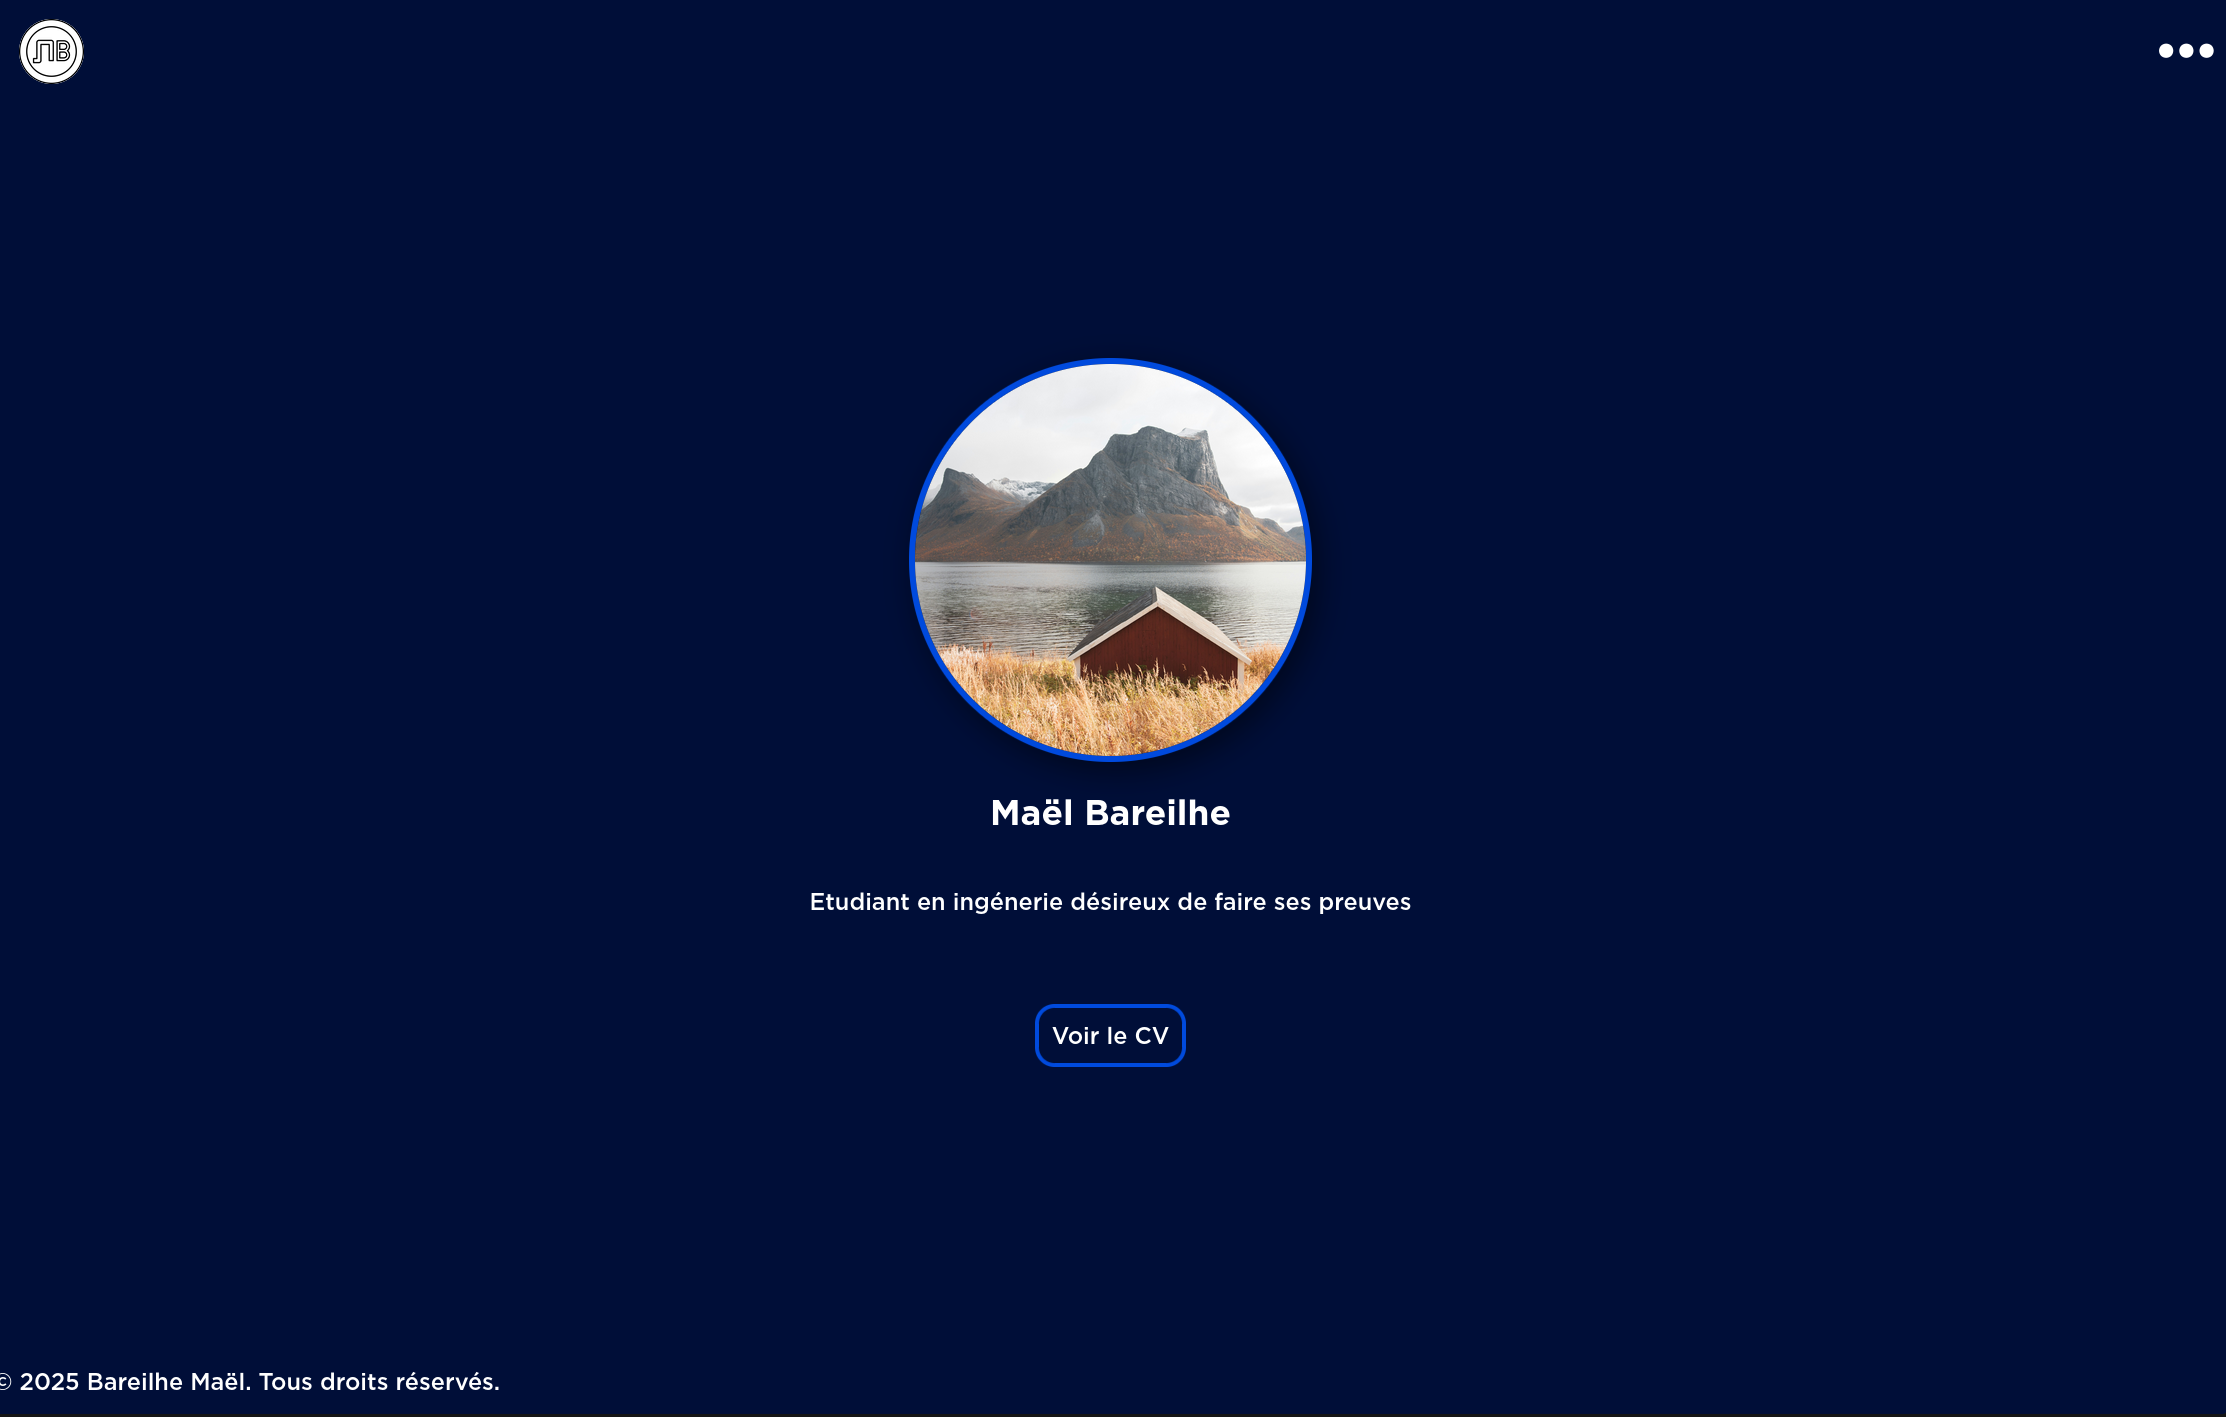 ΠB
Maël Bareilhe
Etudiant en ingénerie désireux de faire ses preuves
Voir le CV
© 2025 Bareilhe Maël. Tous droits réservés.